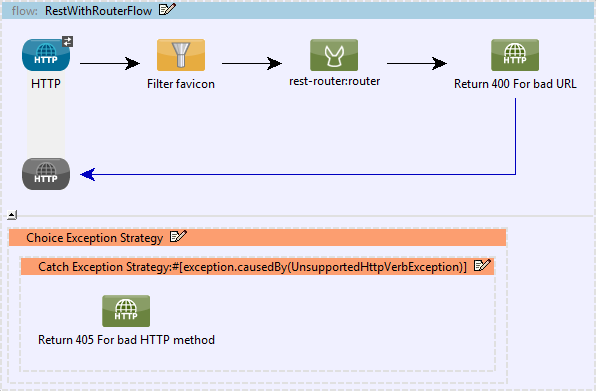 flow: RestWithRouterFlow
HTTP HTTP
HTTP Filter favicon rest-router:router Return 400 For bad URL
HTTP
Choice Exception Strategy
Catch Exception Strategy:#[exception.causedBy(UnsupportedHttpVerbException)]
HTTP
Return 405 For bad HTTP method